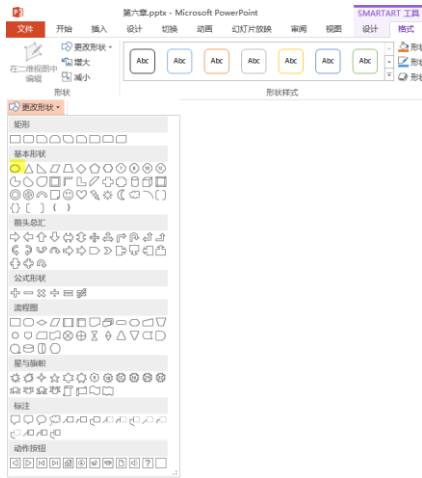 第六章.pptx - Microsoft PowerPoint
SMARTART 工具
文件 开始 插入 设计 切换 动画 幻灯片放映 审阅 视图 设计 格式
在二维视图中
编辑
更改形状
增大
减小
Abc Abc Abc Abc Abc Abc
形状
形状样式
更改形状
矩形
基本形状
箭头总汇
公式形状
流程图
星与旗帜
标注
动作按钮